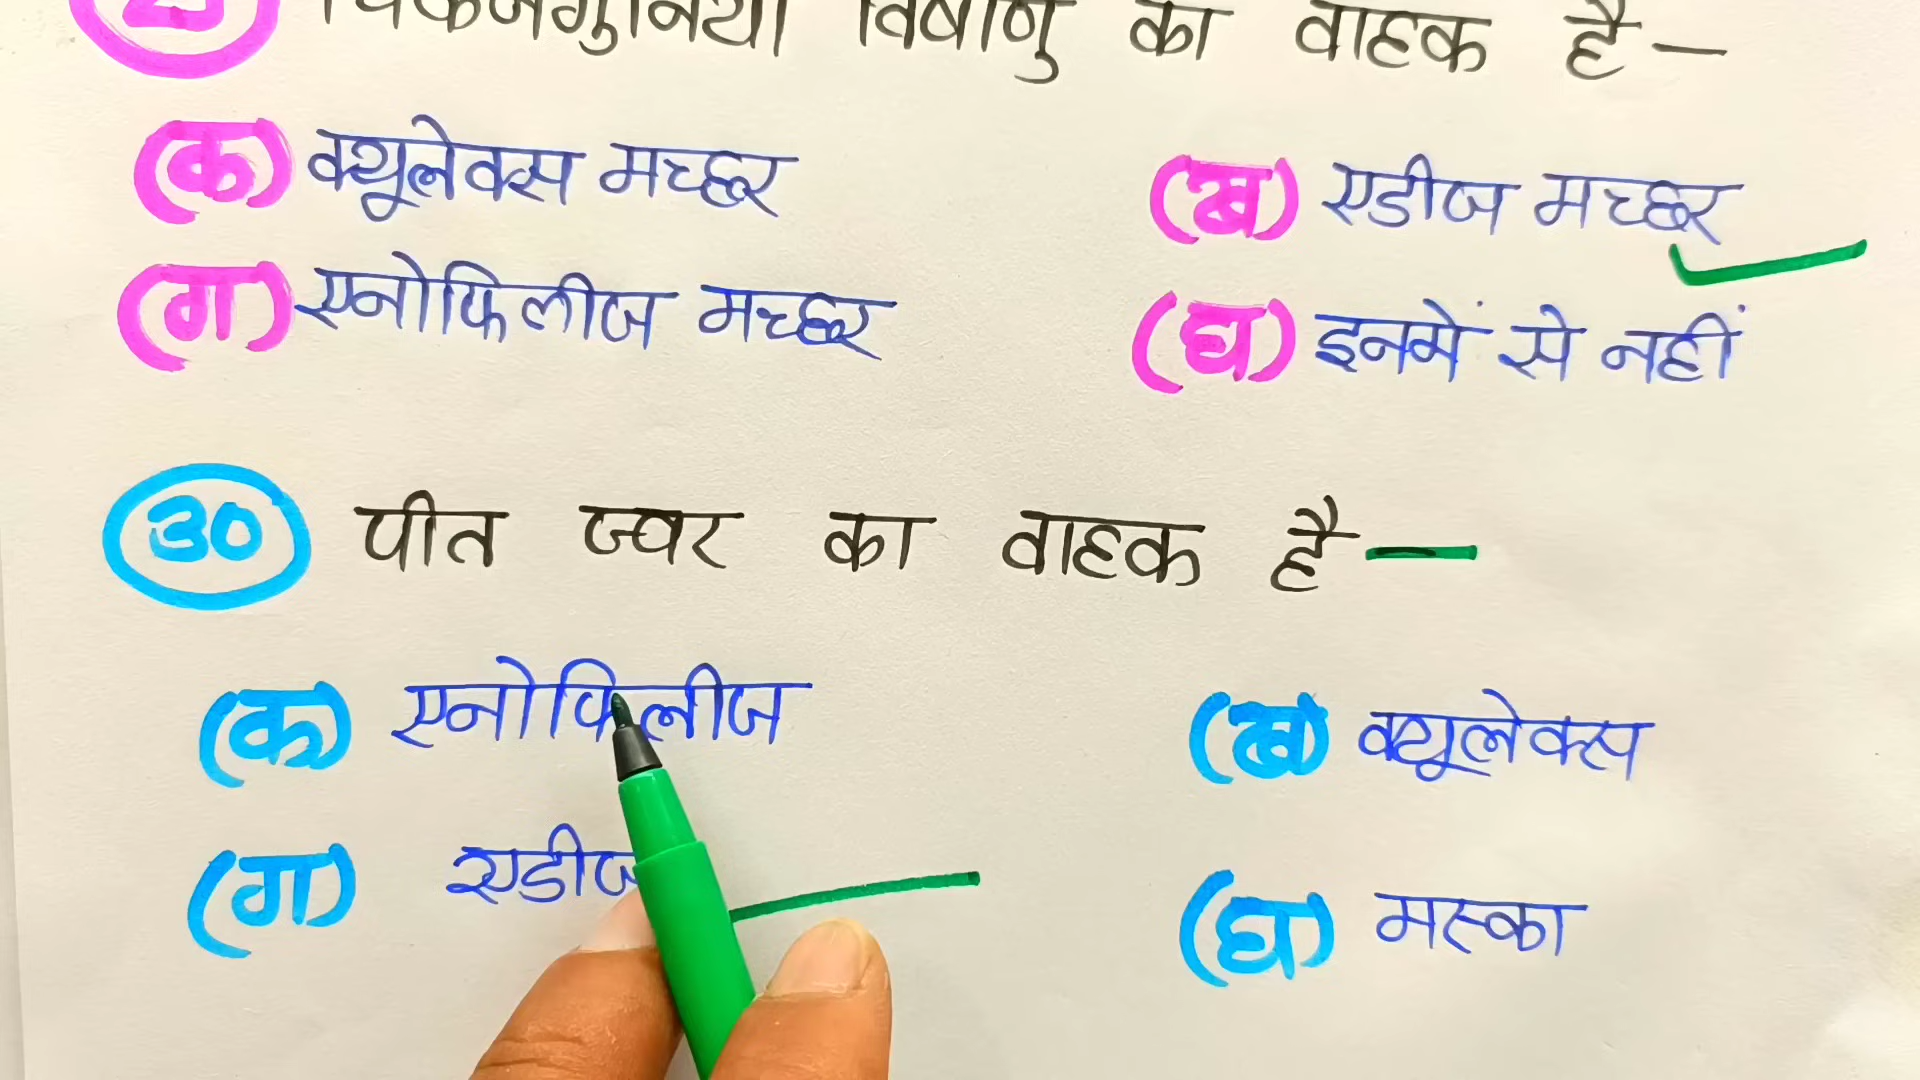 चिकनगुनिया विषाणु का वाहक है-
(क) क्यूलेक्स मच्छर (ख) एडीज मच्छर
(ग) एनोफिलीज मच्छर (घ) इनमें से नहीं
30 पीत ज्वर का वाहक है-
(क) एनोफिलीज (ख) क्यूलेक्स
(ग) एडीज (घ) मस्का